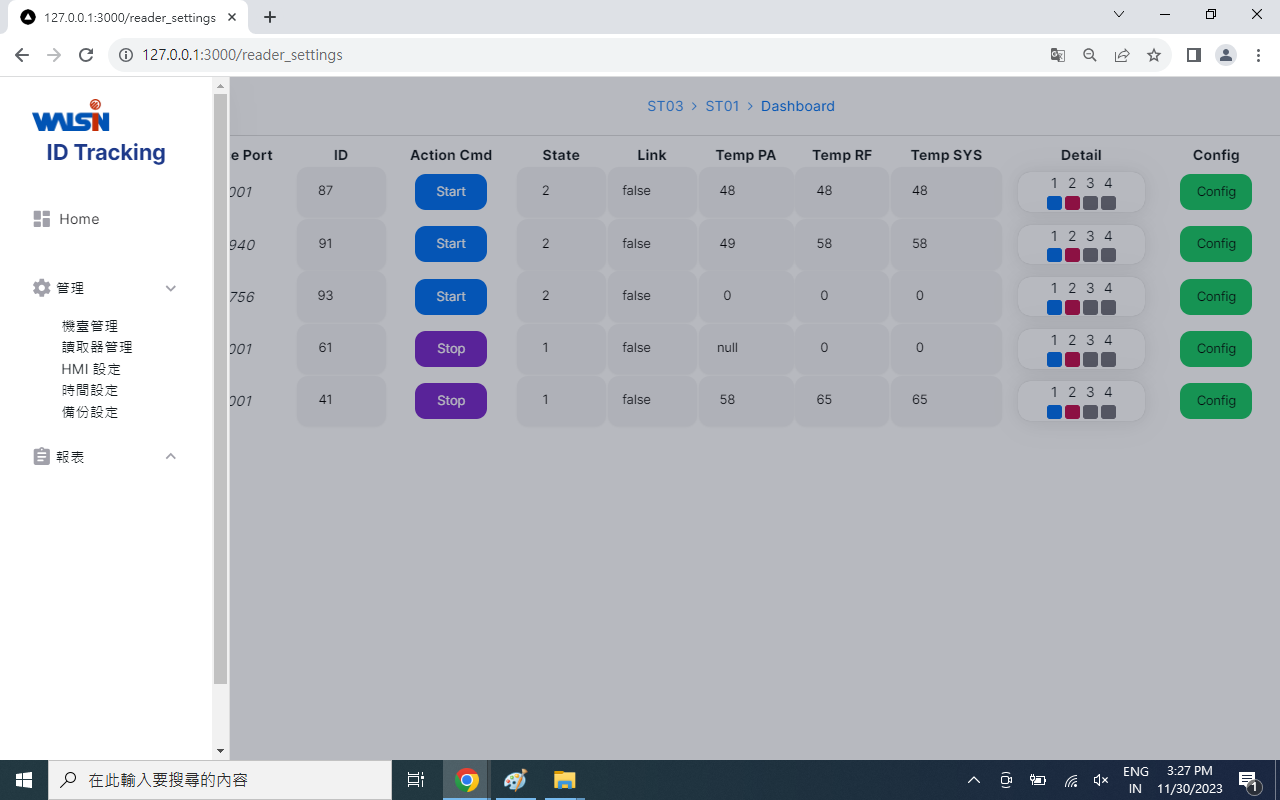 127.0.0.1:3000/reader_settings
127.0.0.1:3000/reader_settings
WALSIN
ID Tracking
Home
管理
機臺管理
讀取器管理
HMI 設定
時間設定
備份設定
報表
ST03 > ST01 > Dashboard
e Port ID Action Cmd State Link Temp PA Temp RF Temp SYS Detail Config
001 87 Start 2 false 48 48 48 1 2 3 4 Config
940 91 Start 2 false 49 58 58 1 2 3 4 Config
756 93 Start 2 false 0 0 0 1 2 3 4 Config
001 61 Stop 1 false null 0 0 1 2 3 4 Config
001 41 Stop 1 false 58 65 65 1 2 3 4 Config
在此輸入要搜尋的內容
ENG
IN
3:27 PM
11/30/2023
1